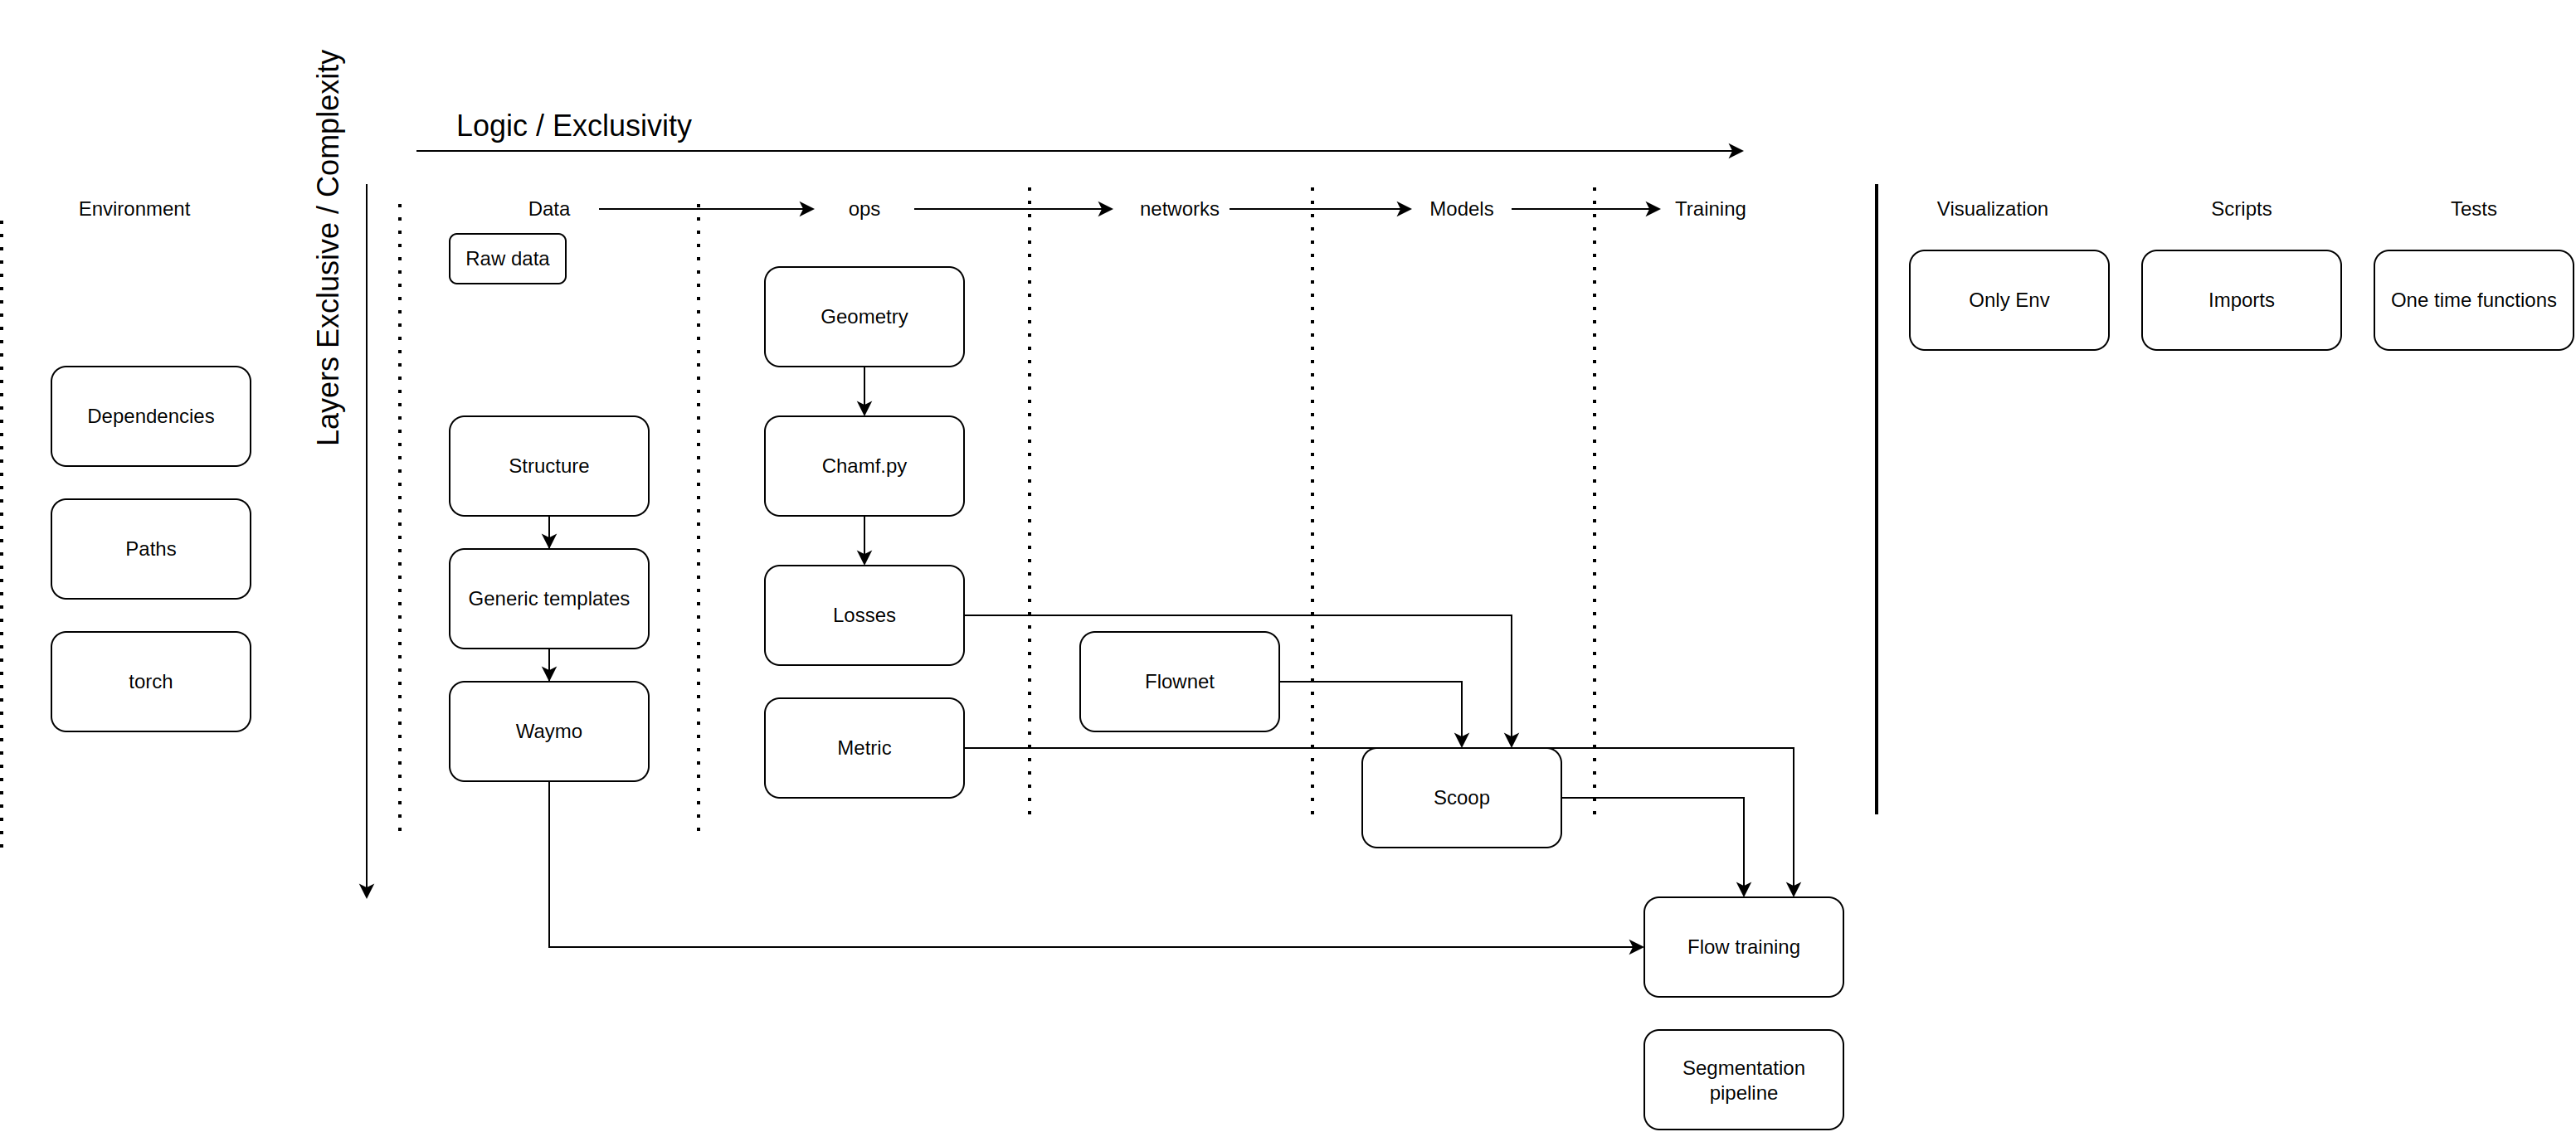 Layers Exclusive / Complexity
Logic / Exclusivity
Environment
Data
ops
networks
Models
Training
Visualization
Scripts
Tests
Raw data
Only Env
Imports
One time functions
Geometry
Dependencies
Structure
Chamf.py
Paths
Generic templates
Losses
torch
Flownet
Waymo
Metric
Scoop
Flow training
Segmentation
pipeline